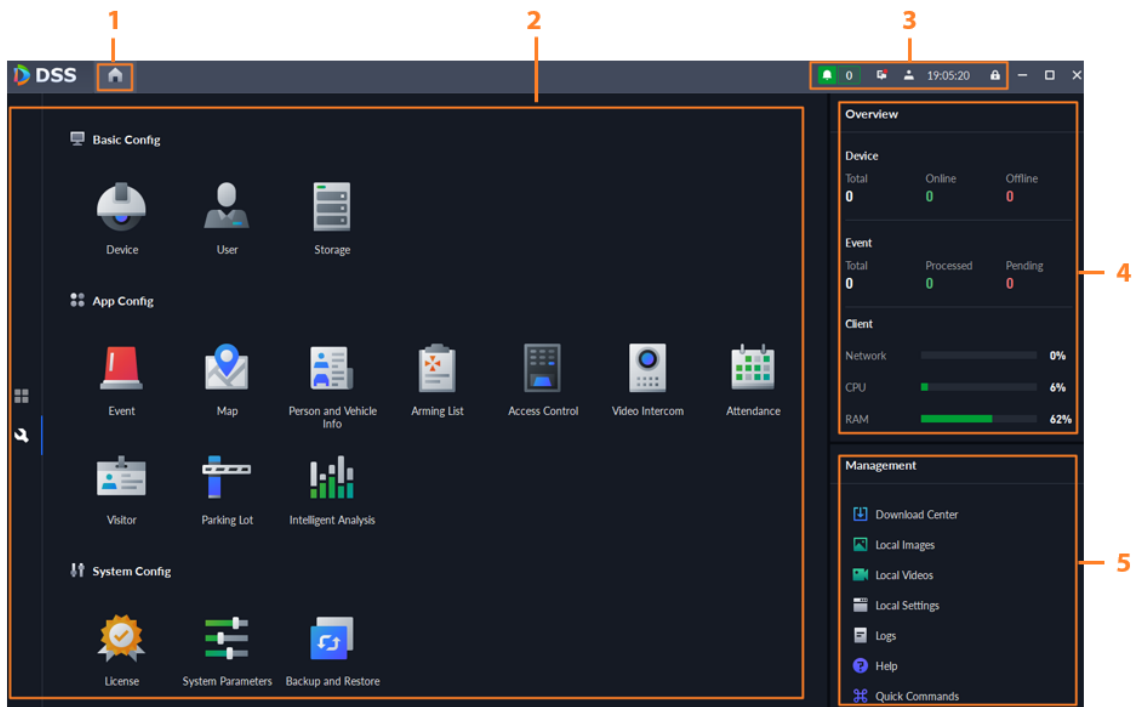 1
2
3
DSS
0
19:05:20
Basic Config
Device
User
Storage
App Config
Event
Map
Person and Vehicle
Info
Arming List
Access Control
Video Intercom
Attendance
Visitor
Parking Lot
Intelligent Analysis
System Config
License
System Parameters
Backup and Restore
Overview
Device
Total
Online
Offline
0
0
0
Event
Total
Processed
Pending
0
0
0
4
Client
Network
0%
CPU
6%
RAM
62%
Management
Download Center
Local Images
Local Videos
5
Local Settings
Logs
Help
Quick Commands